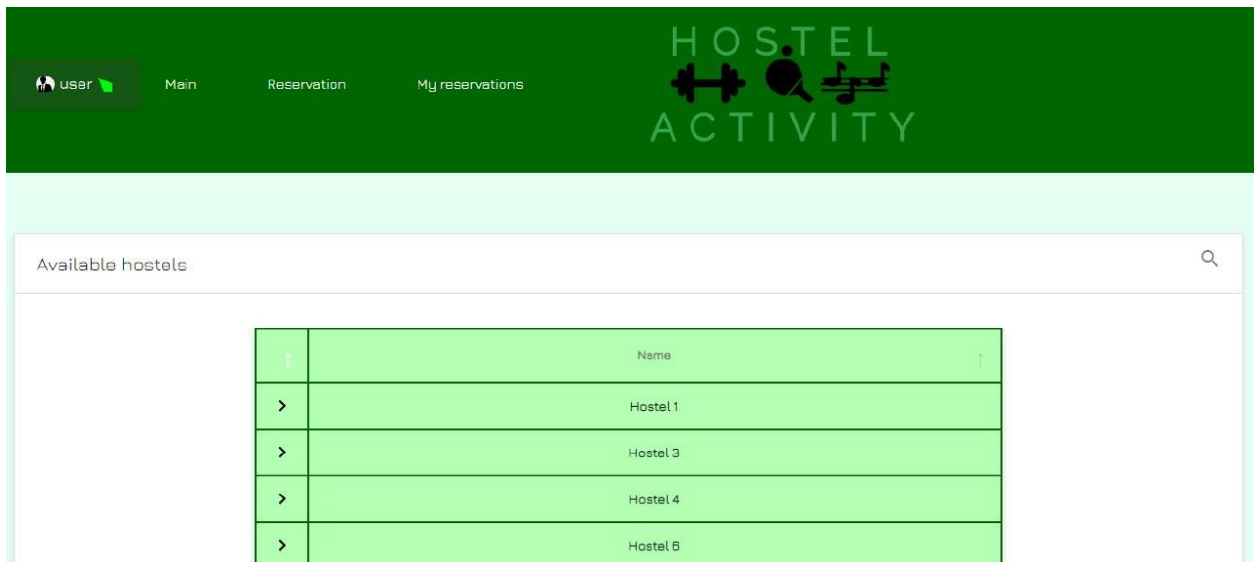 HOSTEL
user Main Reservation My reservations
ACTIVITY
Available hostels
Name
Hostel 1
Hostel 3
Hostel 4
Hostel 6